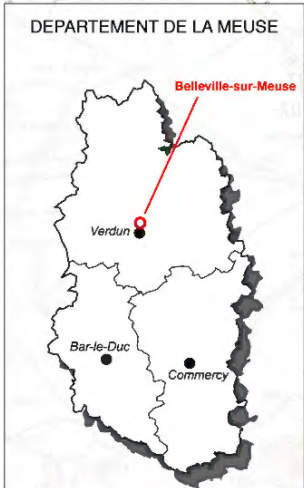 DEPARTEMENT DE LA MEUSE
Belleville-sur-Meuse
Verdun
Bar-le-Duc
Commercy